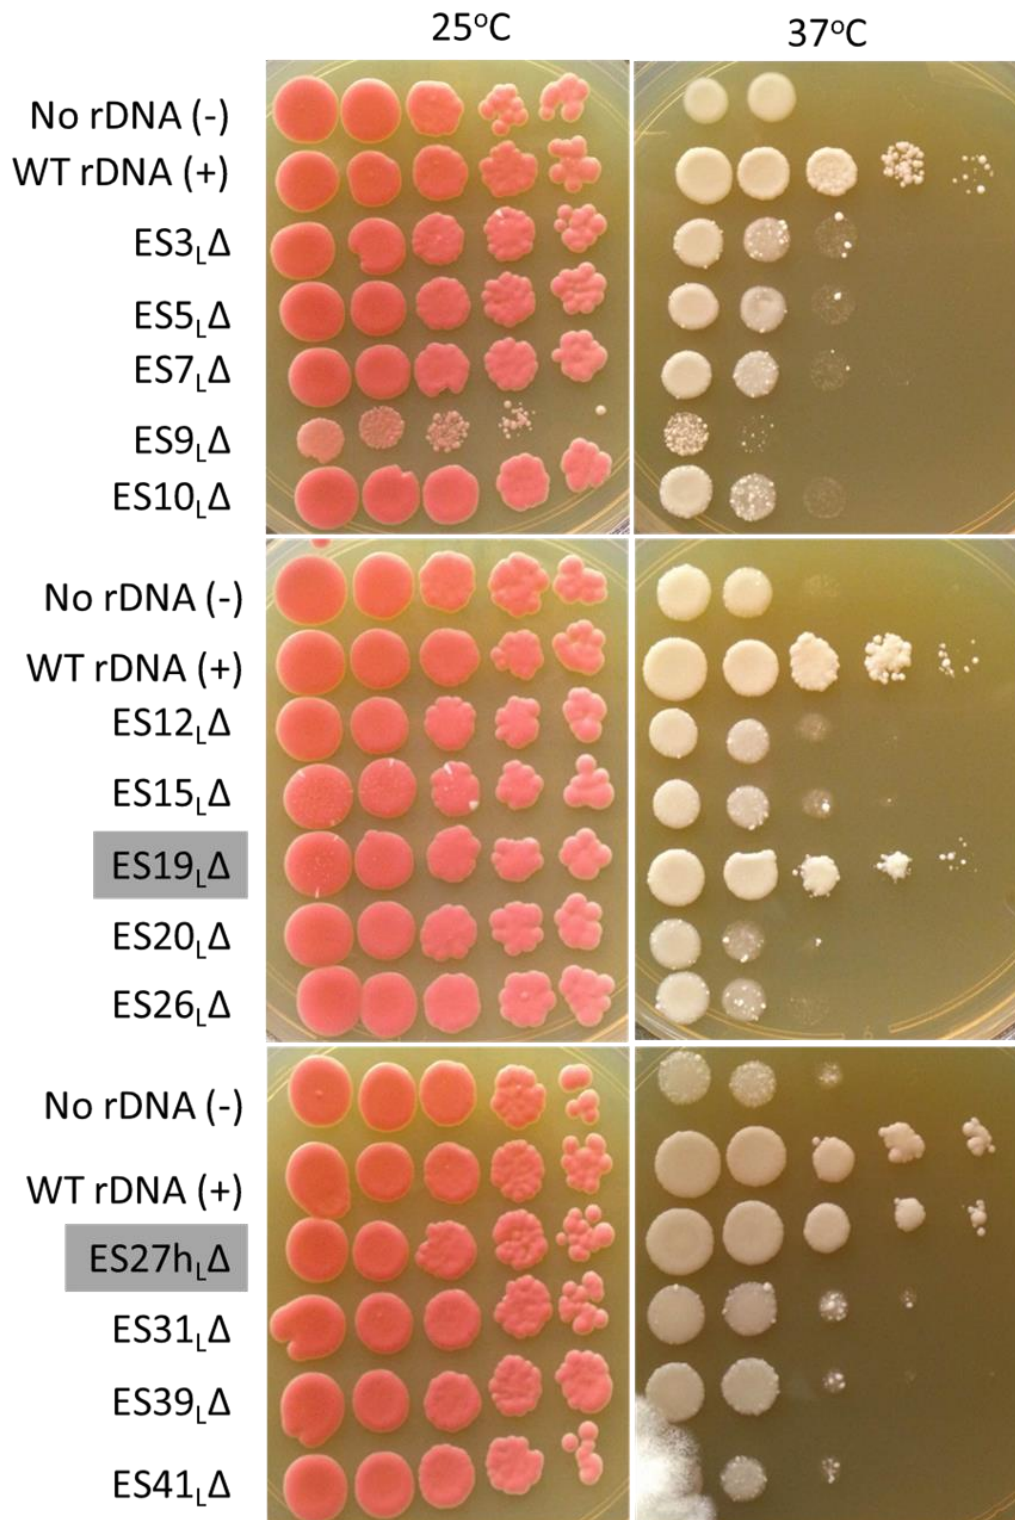 25°C 37°C
No rDNA (-)
WT rDNA (+)
ES3LΔ
ES5LΔ
ES7LΔ
ES9LΔ
ES10LΔ
No rDNA (-)
WT rDNA (+)
ES12LΔ
ES15LΔ
ES19LΔ
ES20LΔ
ES26LΔ
No rDNA (-)
WT rDNA (+)
ES27hLΔ
ES31LΔ
ES39LΔ
ES41LΔ